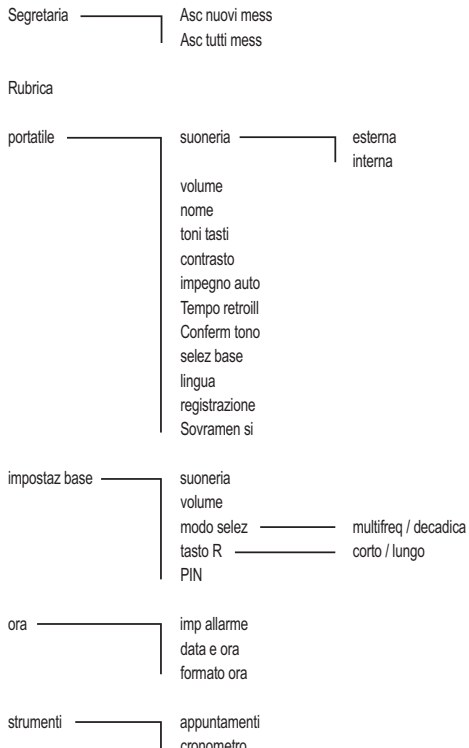 Segretaria Asc nuovi mess
Asc tutti mess
Rubrica
portatile suoneria esterna
interna
volume
nome
toni tasti
contrasto
impegno auto
Tempo retroill
Conferm tono
selez base
lingua
registrazione
Sovramen si
impostaz base suoneria
volume
modo selez multifreq / decadica
tasto R corto / lungo
PIN
ora imp allarme
data e ora
formato ora
strumenti appuntamenti
cronometro